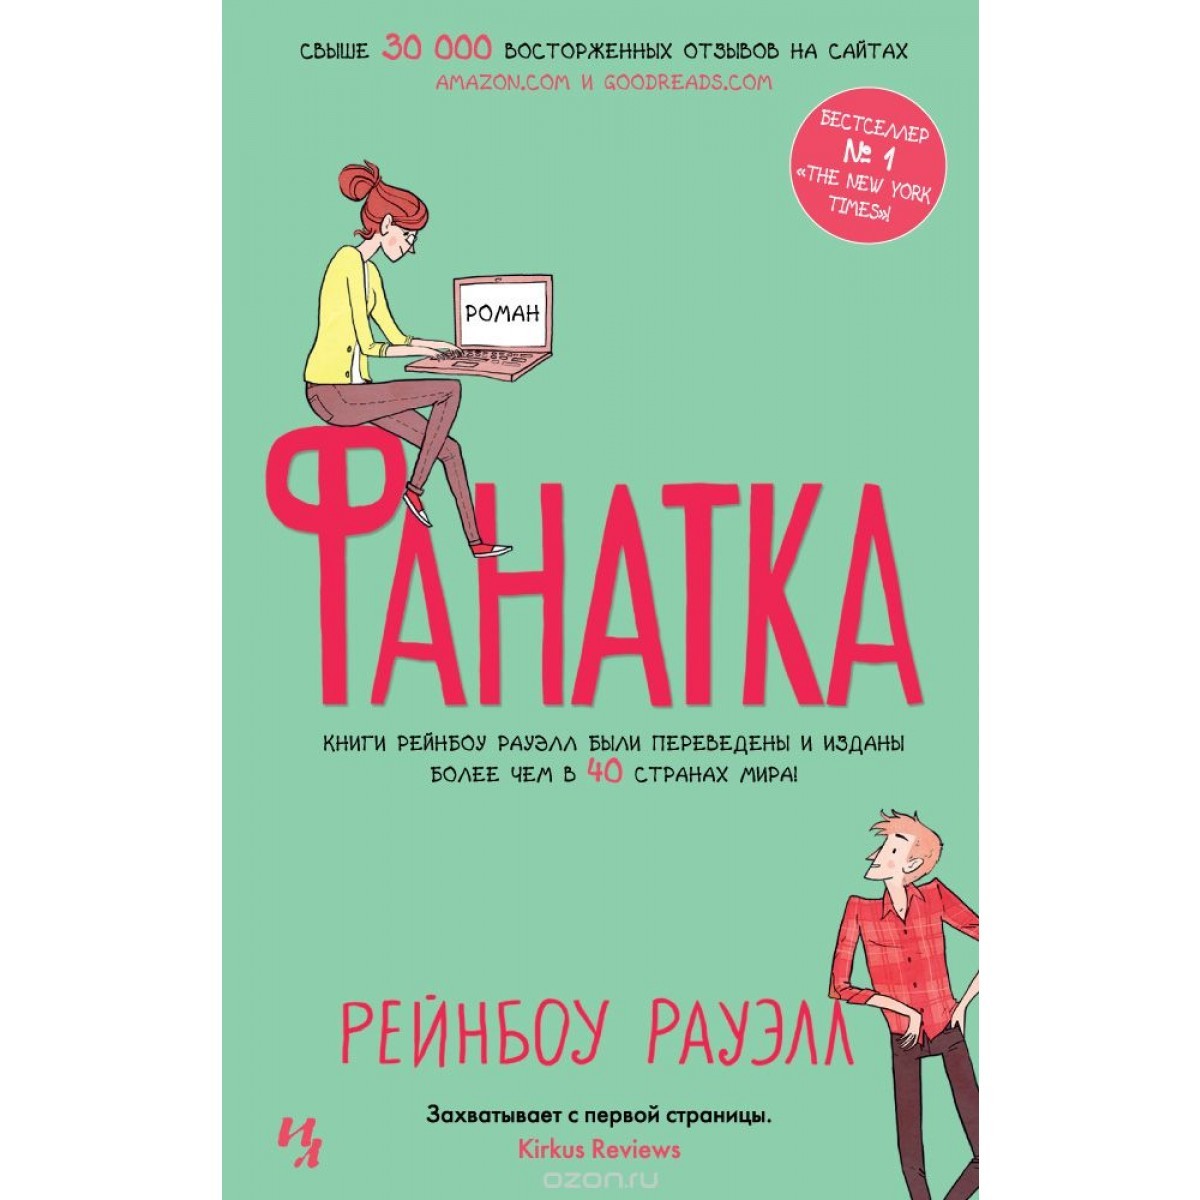 СВЫШЕ 30 000 ВОСТОРЖЕННЫХ ОТЗЫВОВ НА САЙТАХ
AMAZON.COM И GOODREADS.COM
БЕСТСЕЛЛЕР
№ 1
«THE NEW YORK
TIMES»!
РОМАН
ФАНАТКА
КНИГИ РЕЙНБОУ РАУЭЛЛ БЫЛИ ПЕРЕВЕДЕНЫ И ИЗДАНЫ
БОЛЕЕ ЧЕМ В 40 СТРАНАХ МИРА!
РЕЙНБОУ РАУЭЛЛ
Захватывает с первой страницы.
Kirkus Reviews
И
Л
ozon.ru